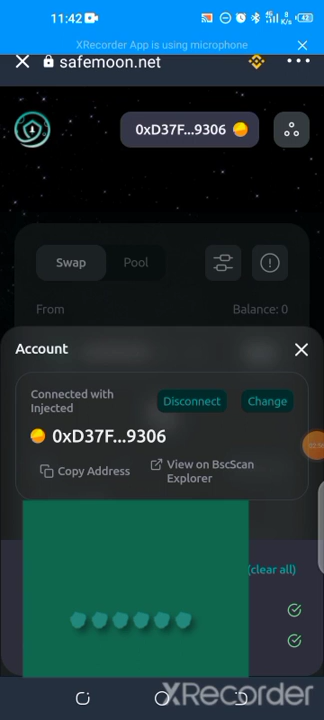 11:42
8
K/s
XRecorder App is using microphone
safemoon.net
0xD37F...9306
Swap
Pool
From
Balance: 0
Account
Connected with
Injected
Disconnect
Change
0xD37F...9306
Copy Address
View on BscScan
Explorer
(clear all)
XRecorder